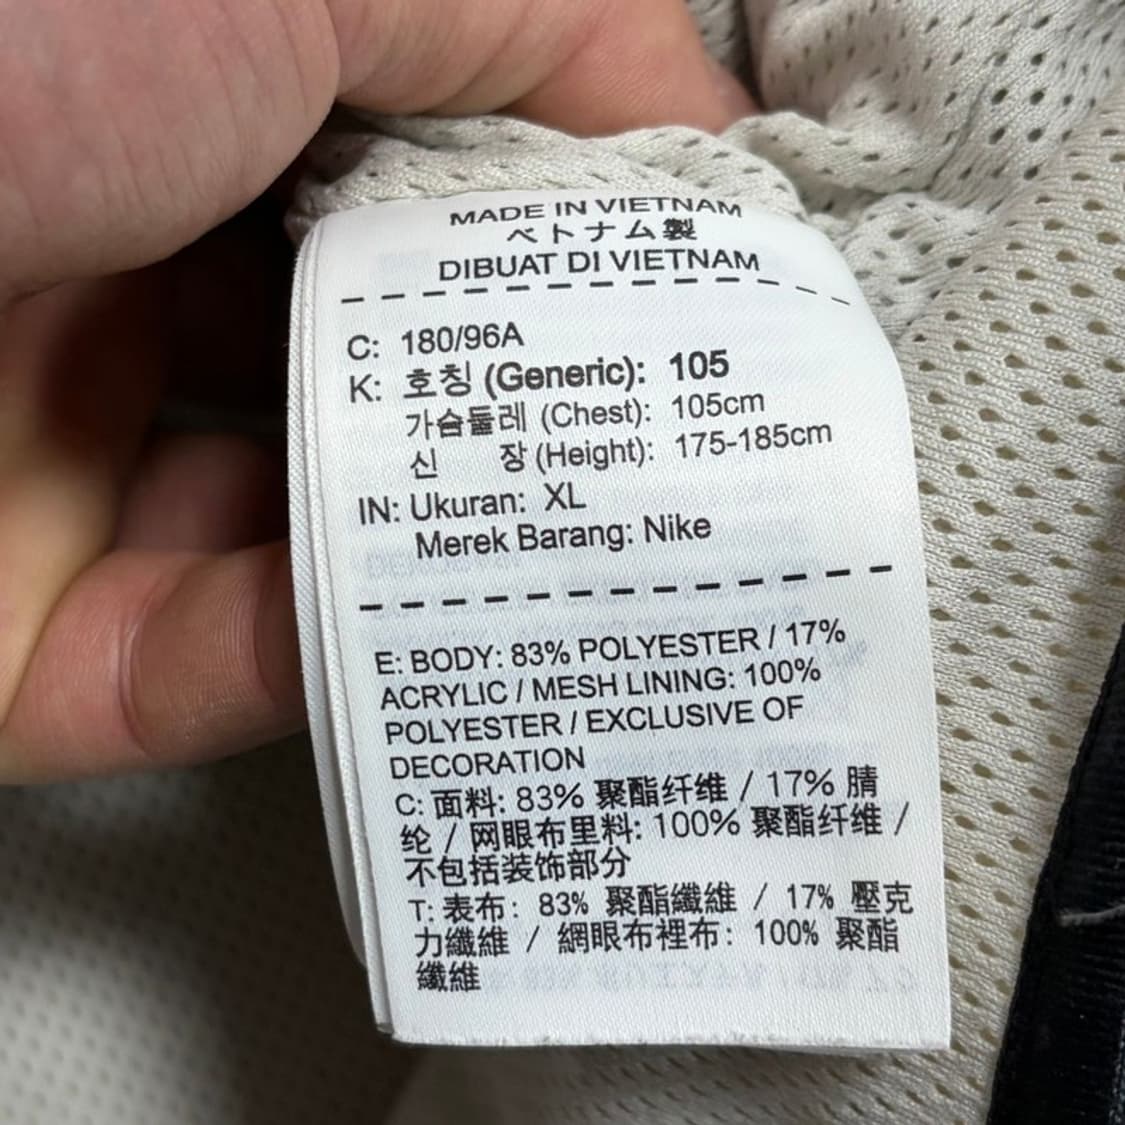 MADE IN VIETNAM
ベトナム製
DIBUAT DI VIETNAM
C: 180/96A
K: 호칭 (Generic): 105
가슴둘레 (Chest): 105cm
신 장 (Height): 175-185cm
IN: Ukuran: XL
Merek Barang: Nike
E: BODY: 83% POLYESTER / 17%
ACRYLIC / MESH LINING: 100%
POLYESTER / EXCLUSIVE OF
DECORATION
C: 面料: 83% 聚酯纤维 / 17% 腈
纶 / 网眼布里料: 100% 聚酯纤维 /
不包括装饰部分
T: 表布: 83% 聚酯纖維 / 17% 壓克
力纖維 / 網眼布裡布: 100% 聚酯
纖維